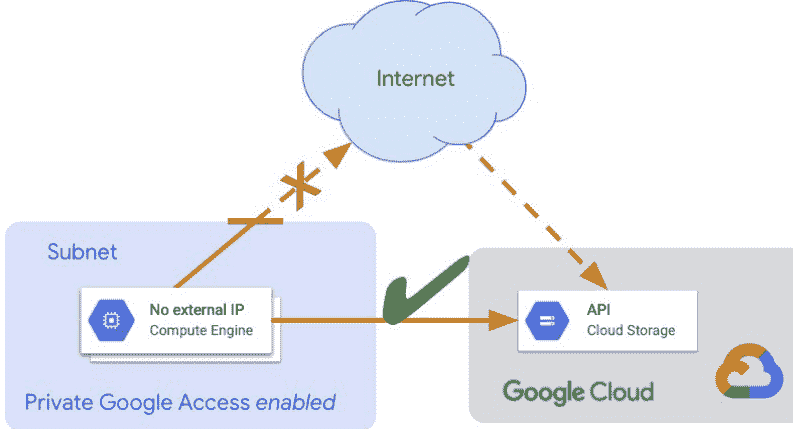 Internet
Subnet
No external IP
Compute Engine
API
Cloud Storage
Private Google Access enabled
Google Cloud